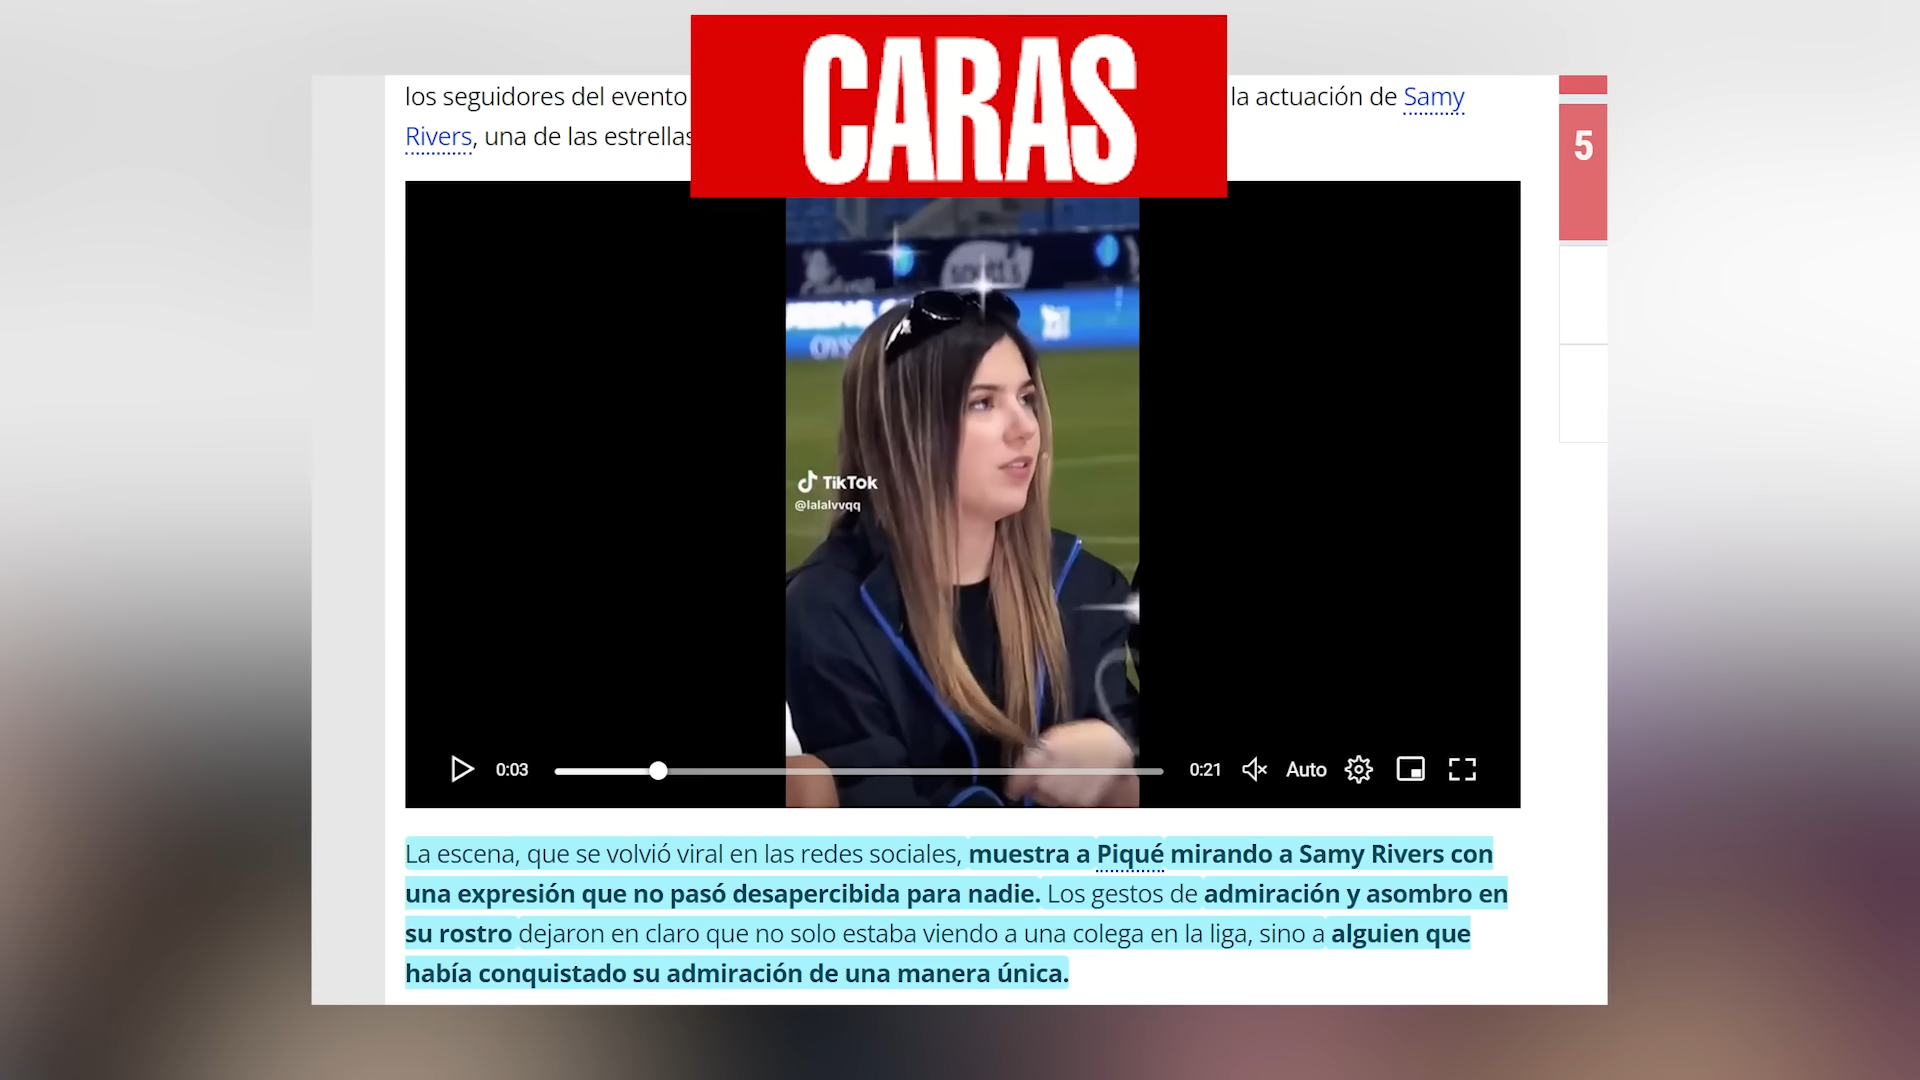 CARAS
los seguidores del evento
la actuación de Samy
Rivers, una de las estrellas
5
TikTok
@lalalvvqq
0:03
0:21
Auto
La escena, que se volvió viral en las redes sociales, muestra a Piqué mirando a Samy Rivers con
una expresión que no pasó desapercibida para nadie. Los gestos de admiración y asombro en
su rostro dejaron en claro que no solo estaba viendo a una colega en la liga, sino a alguien que
había conquistado su admiración de una manera única.